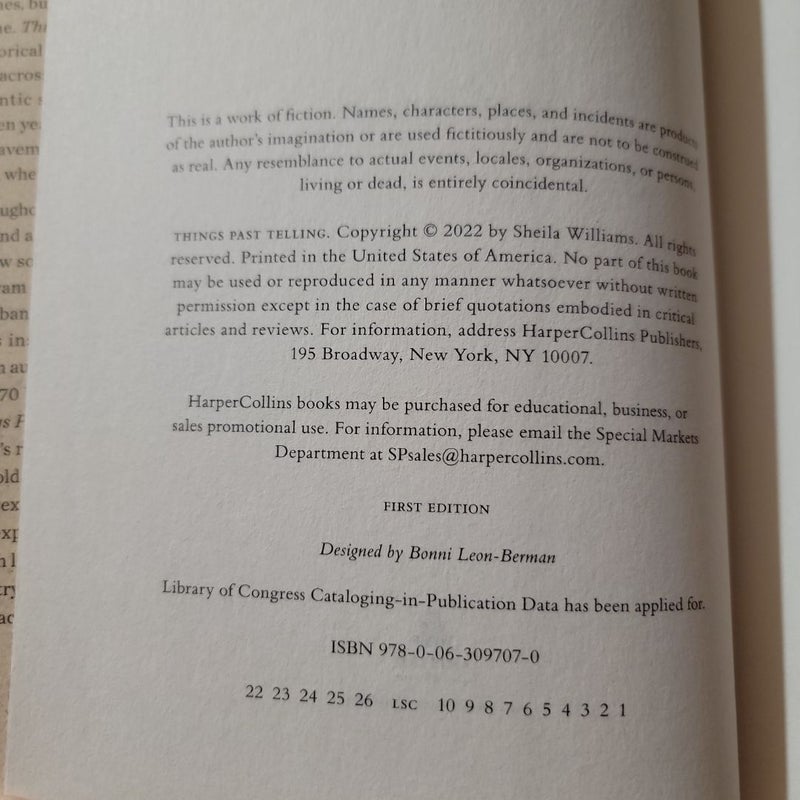 This is a work of fiction. Names, characters, places, and incidents are products
of the author's imagination or are used fictitiously and are not to be construed
as real. Any resemblance to actual events, locales, organizations, or persons,
living or dead, is entirely coincidental.
THINGS PAST TELLING. Copyright © 2022 by Sheila Williams. All rights
reserved. Printed in the United States of America. No part of this book
may be used or reproduced in any manner whatsoever without written
permission except in the case of brief quotations embodied in critical
articles and reviews. For information, address HarperCollins Publishers,
195 Broadway, New York, NY 10007.
HarperCollins books may be purchased for educational, business, or
sales promotional use. For information, please email the Special Markets
Department at SPsales@harpercollins.com.
FIRST EDITION
Designed by Bonni Leon-Berman
Library of Congress Cataloging-in-Publication Data has been applied for.
ISBN 978-0-06-309707-0
22 23 24 25 26 LSC 10 9 8 7 6 5 4 3 2 1